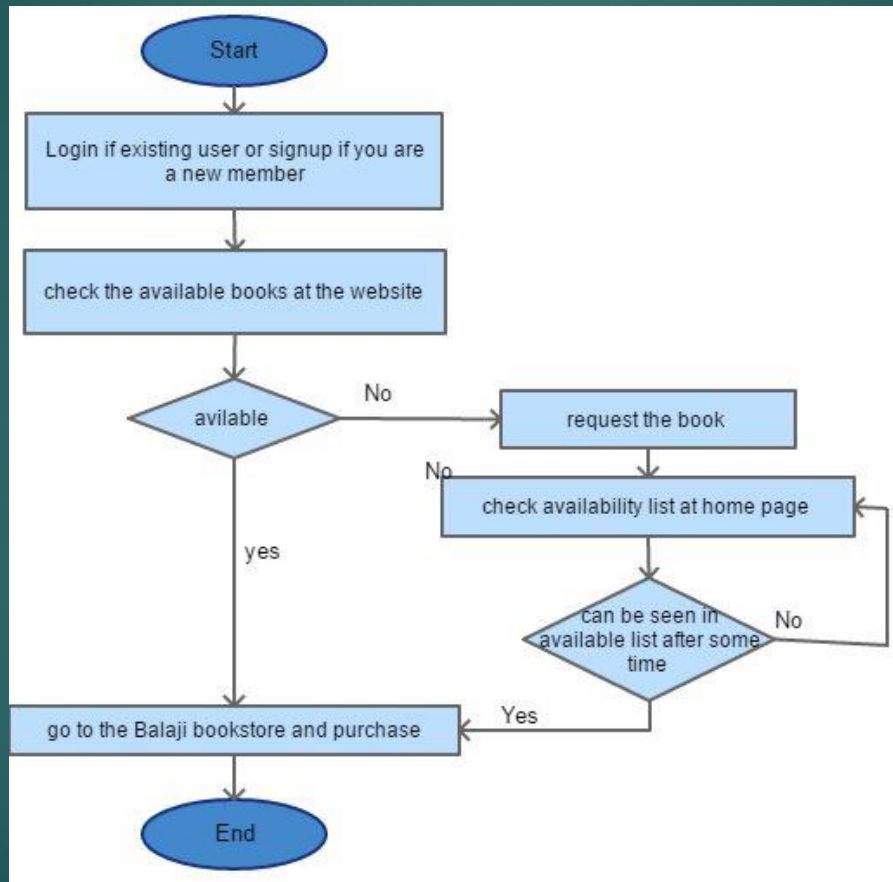 Start
Login if existing user or signup if you are
a new member
check the available books at the website
avilable
No
request the book
No
check availability list at home page
yes
can be seen in
available list after some
time
No
Yes
go to the Balaji bookstore and purchase
End